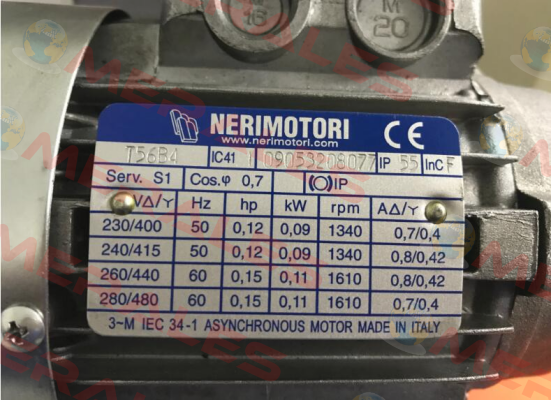 M
16
M
20
NERIMOTORI
www.nerimotori.com
CE
T56B4 IC41 N 09053208077 IP 55 InC F
Serv. S1 Cos.φ 0,7 IP
VΔ/Y Hz hp kW rpm AΔ/Y
230/400 50 0,12 0,09 1340 0,7/0,4
240/415 50 0,12 0,09 1340 0,8/0,42
260/440 60 0,15 0,11 1610 0,8/0,42
280/480 60 0,15 0,11 1610 0,7/0,4
3~M IEC 34-1 ASYNCHRONOUS MOTOR MADE IN ITALY